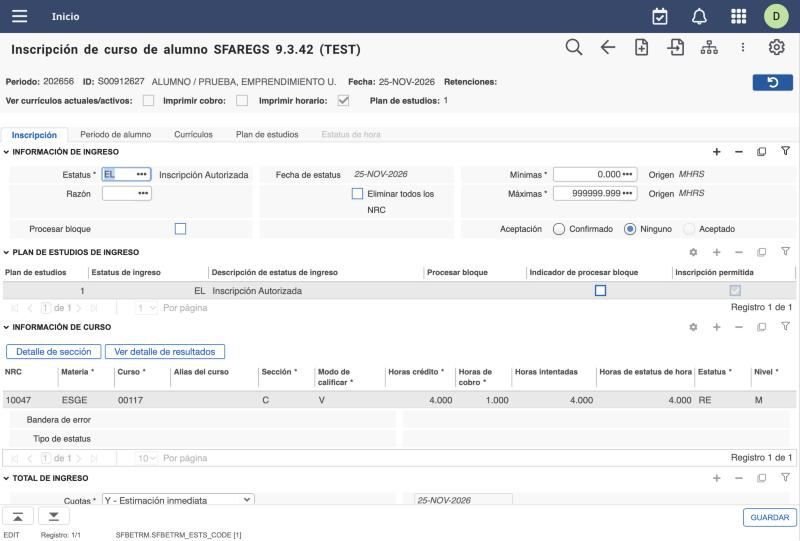 Inicio
D
Inscripción de curso de alumno SFAREGS 9.3.42 (TEST)
Periodo: 202656 ID: S00912627 ALUMNO / PRUEBA, EMPRENDIMIENTO U. Fecha: 25-NOV-2026 Retenciones:
Ver currículos actuales/activos: Imprimir cobro: Imprimir horario: Plan de estudios: 1
Inscripción Periodo de alumno Currículos Plan de estudios Estatus de hora
INFORMACIÓN DE INGRESO
Estatus * EL ••• Inscripción Autorizada Fecha de estatus 25-NOV-2026 Mínimas * 0.000 ••• Origen MHRS
Razón ••• Eliminar todos los NRC Máximas * 999999.999 ••• Origen MHRS
Procesar bloque Aceptación Confirmado Ninguno Aceptado
PLAN DE ESTUDIOS DE INGRESO
Plan de estudios Estatus de ingreso Descripción de estatus de ingreso Procesar bloque Indicador de procesar bloque Inscripción permitida
1 EL Inscripción Autorizada
1 de 1 1 Por página Registro 1 de 1
INFORMACIÓN DE CURSO
Detalle de sección Ver detalle de resultados
NRC Materia * Curso * Alias del curso Sección * Modo de calificar * Horas crédito * Horas de cobro * Horas intentadas Horas de estatus de hora Estatus * Nivel *
10047 ESGE 00117 C V 4.000 1.000 4.000 4.000 RE M
Bandera de error
Tipo de estatus
1 de 1 10 Por página Registro 1 de 1
TOTAL DE INGRESO
Cuotas * Y - Estimación inmediata 25-NOV-2026
GUARDAR
EDIT Registro: 1/1 SFBETRM.SFBETRM_ESTS_CODE [1]